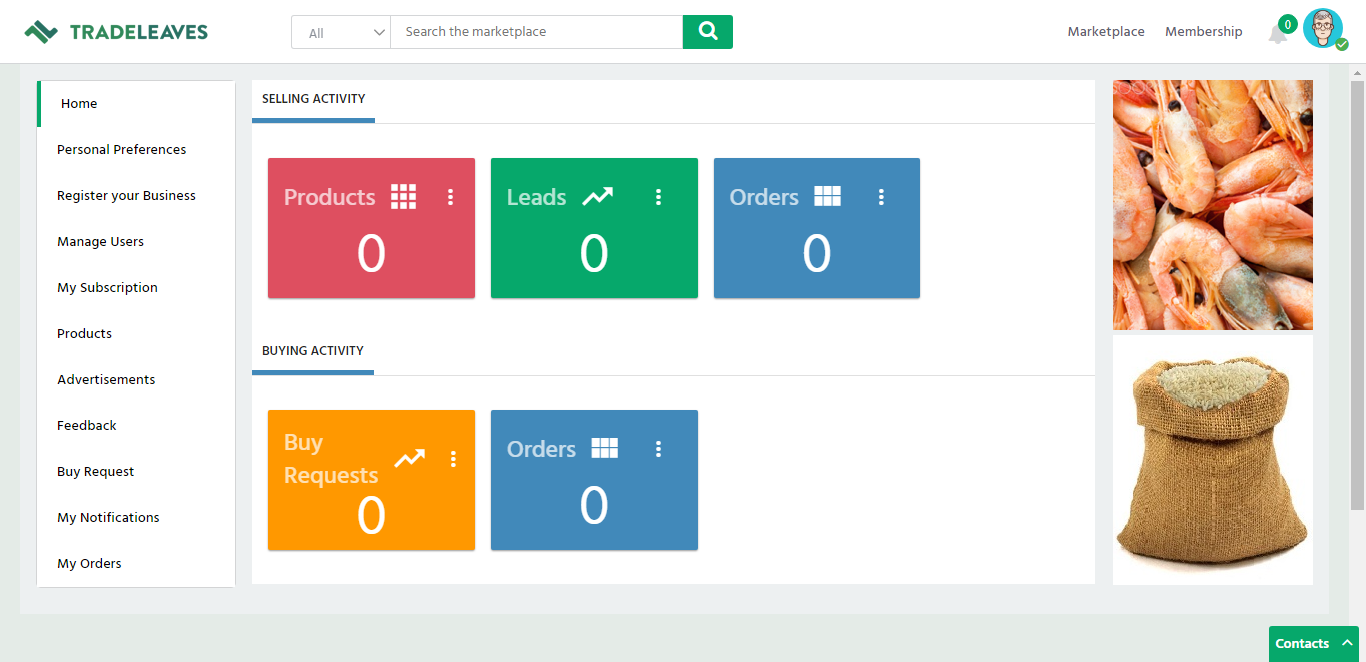 TRADELEAVES
All
Search the marketplace
Marketplace
Membership
0
Home
Personal Preferences
Register your Business
Manage Users
My Subscription
Products
Advertisements
Feedback
Buy Request
My Notifications
My Orders
SELLING ACTIVITY
Products
0
Leads
0
Orders
0
BUYING ACTIVITY
Buy
Requests
0
Orders
0
Contacts